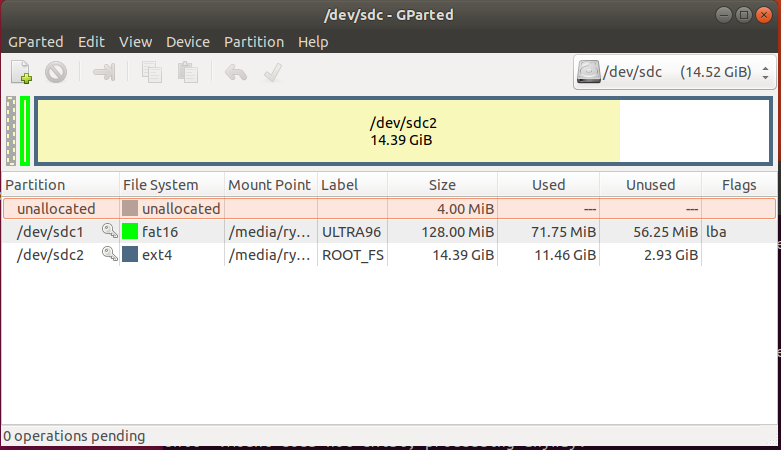 /dev/sdc - GParted
GParted Edit View Device Partition Help
/dev/sdc (14.52 GiB)
/dev/sdc2
14.39 GiB
Partition File System Mount Point Label Size Used Unused Flags
unallocated unallocated 4.00 MiB --- ---
/dev/sdc1 fat16 /media/ry... ULTRA96 128.00 MiB 71.75 MiB 56.25 MiB lba
/dev/sdc2 ext4 /media/ry... ROOT_FS 14.39 GiB 11.46 GiB 2.93 GiB
0 operations pending